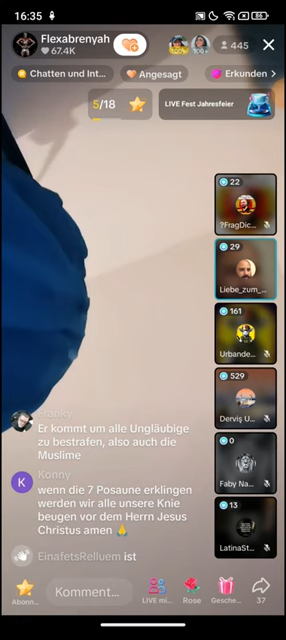 16:35
86
Flexabrenyah
67.4K
445
Chatten und Int...
Angesagt
Erkunden
5/18
LIVE Fest Jahresfeier
22
?FragDic...
29
Liebe_zum_...
161
Urbande...
529
Derviş U...
0
Faby Na...
13
LatinaSt...
Franky
Er kommt um alle Ungläubige
zu bestrafen, also auch die
Muslime
K
Konny
wenn die 7 Posaune erklingen
werden wir alle unsere Knie
beugen vor dem Herrn Jesus
Christus amen 🙏
EinafetsRelluem ist
Kommentar...
Abonn...
LIVE mi...
Rose
Gesche...
37